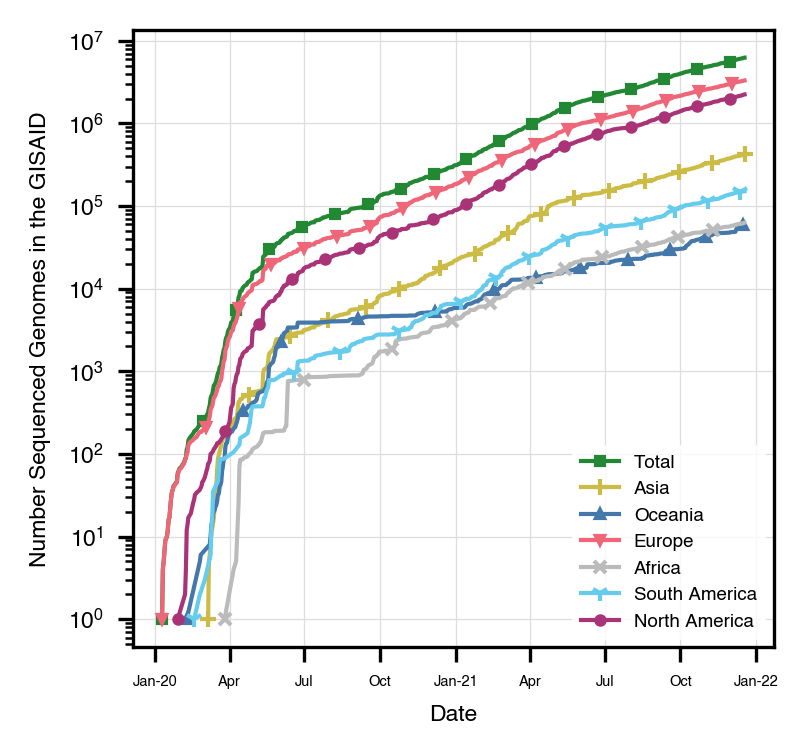 Number Sequenced Genomes in the GISAID
10^7
10^6
10^5
10^4
10^3
10^2
10^1
10^0
Total
Asia
Oceania
Europe
Africa
South America
North America
Jan-20 Apr Jul Oct Jan-21 Apr Jul Oct Jan-22
Date